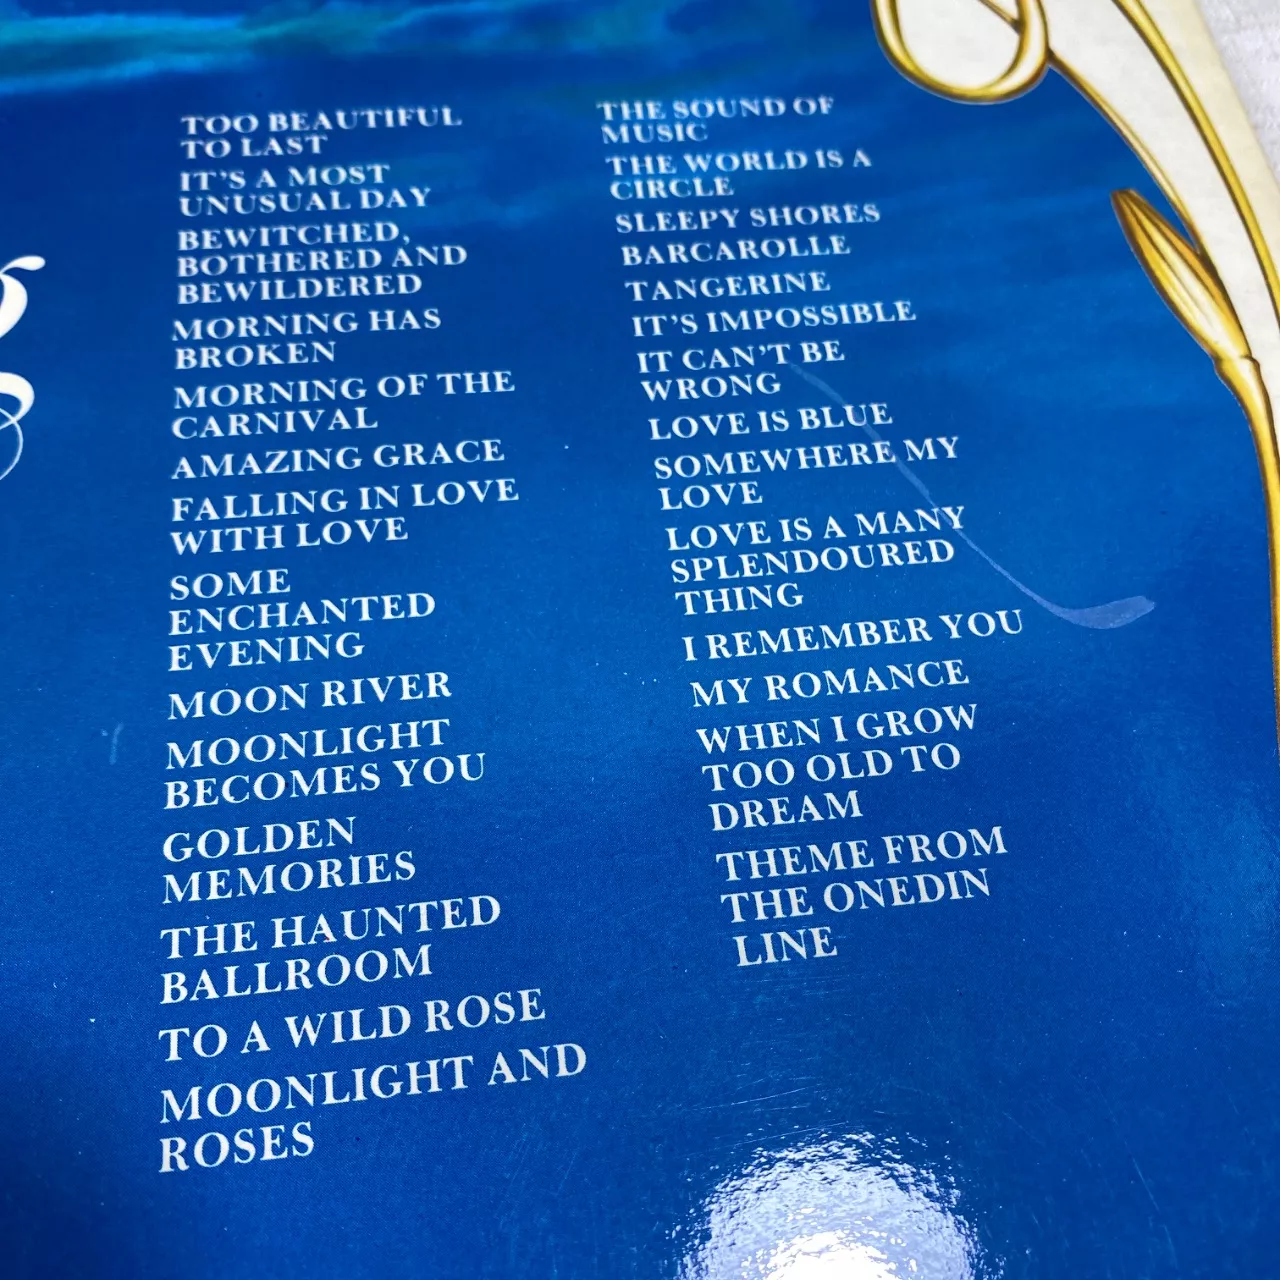 TOO BEAUTIFUL
TO LAST
IT'S A MOST
UNUSUAL DAY
BEWITCHED,
BOTHERED AND
BEWILDERED
MORNING HAS
BROKEN
MORNING OF THE
CARNIVAL
AMAZING GRACE
FALLING IN LOVE
WITH LOVE
SOME
ENCHANTED
EVENING
MOON RIVER
MOONLIGHT
BECOMES YOU
GOLDEN
MEMORIES
THE HAUNTED
BALLROOM
TO A WILD ROSE
MOONLIGHT AND
ROSES
THE SOUND OF
MUSIC
THE WORLD IS A
CIRCLE
SLEEPY SHORES
BARCAROLLE
TANGERINE
IT'S IMPOSSIBLE
IT CAN'T BE
WRONG
LOVE IS BLUE
SOMEWHERE MY
LOVE
LOVE IS A MANY
SPLENDOURED
THING
I REMEMBER YOU
MY ROMANCE
WHEN I GROW
TOO OLD TO
DREAM
THEME FROM
THE ONEDIN
LINE